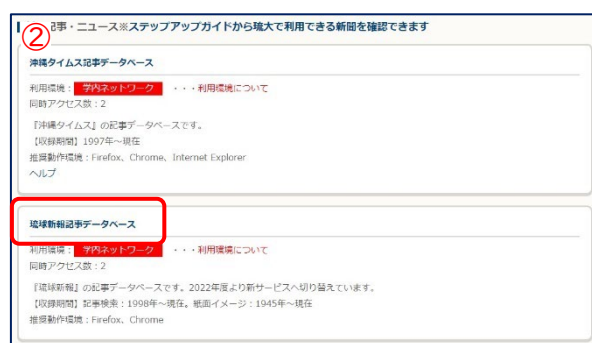 ②
記事・ニュース※ステップアップガイドから琉大で利用できる新聞を確認できます
沖縄タイムス記事データベース
利用環境： 学内ネットワーク ・・・利用環境について
同時アクセス数：2
『沖縄タイムス』の記事データベースです。
【収録期間】1997年～現在
推奨動作環境：Firefox、Chrome、Internet Explorer
ヘルプ
琉球新報記事データベース
利用環境： 学内ネットワーク ・・・利用環境について
同時アクセス数：2
『琉球新報』の記事データベースです。2022年度より新サービスへ切り替えています。
【収録期間】記事検索：1998年～現在。紙面イメージ：1945年～現在
推奨動作環境：Firefox、Chrome